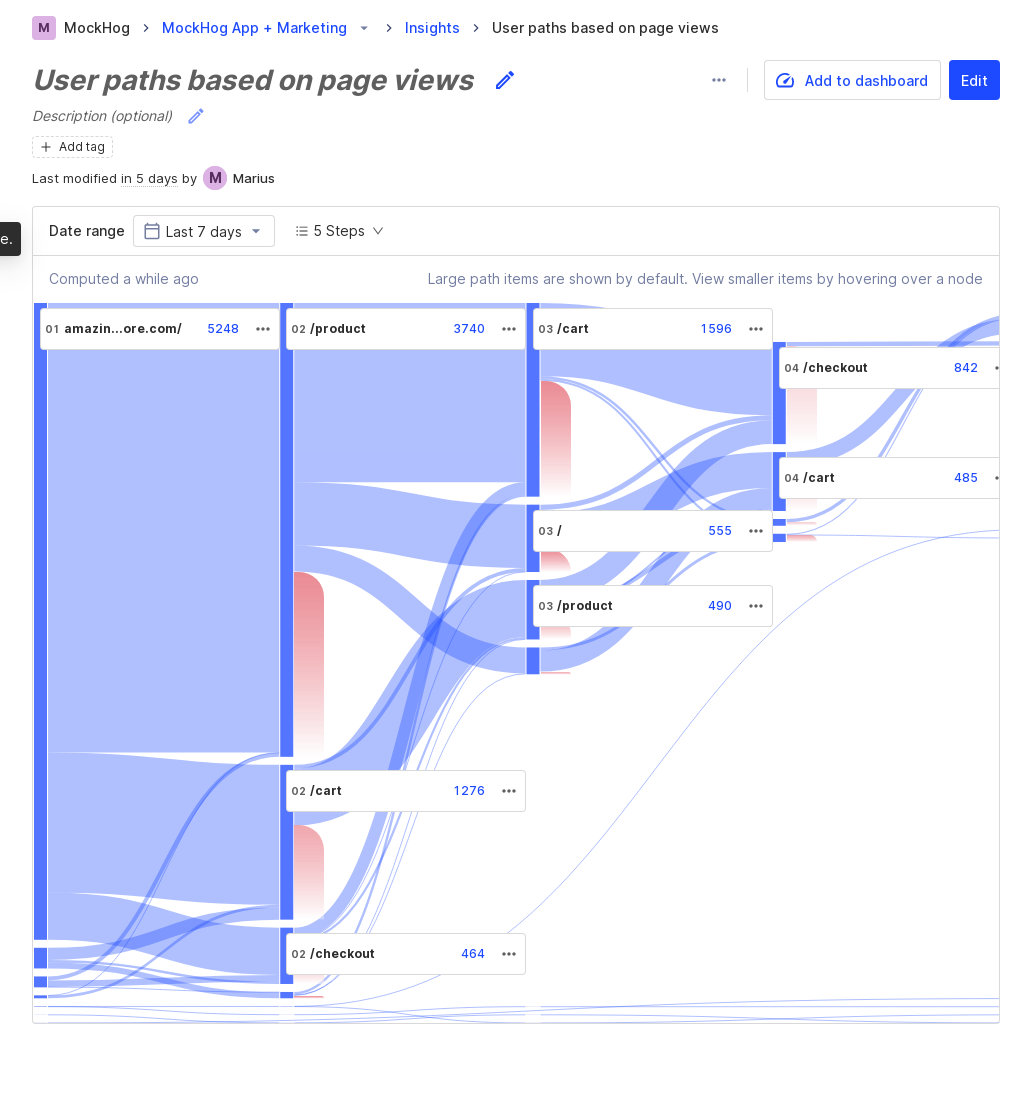 M MockHog MockHog App + Marketing Insights User paths based on page views
User paths based on page views
Add to dashboard Edit
Description (optional)
Add tag
Last modified in 5 days by M Marius
e.
Date range Last 7 days 5 Steps
Computed a while ago Large path items are shown by default. View smaller items by hovering over a node
01 amazin...ore.com/ 5248 ••• 02 /product 3740 ••• 03 /cart 1596 •••
04 /checkout 842
04 /cart 485
03 / 555 •••
03 /product 490 •••
02 /cart 1276 •••
02 /checkout 464 •••